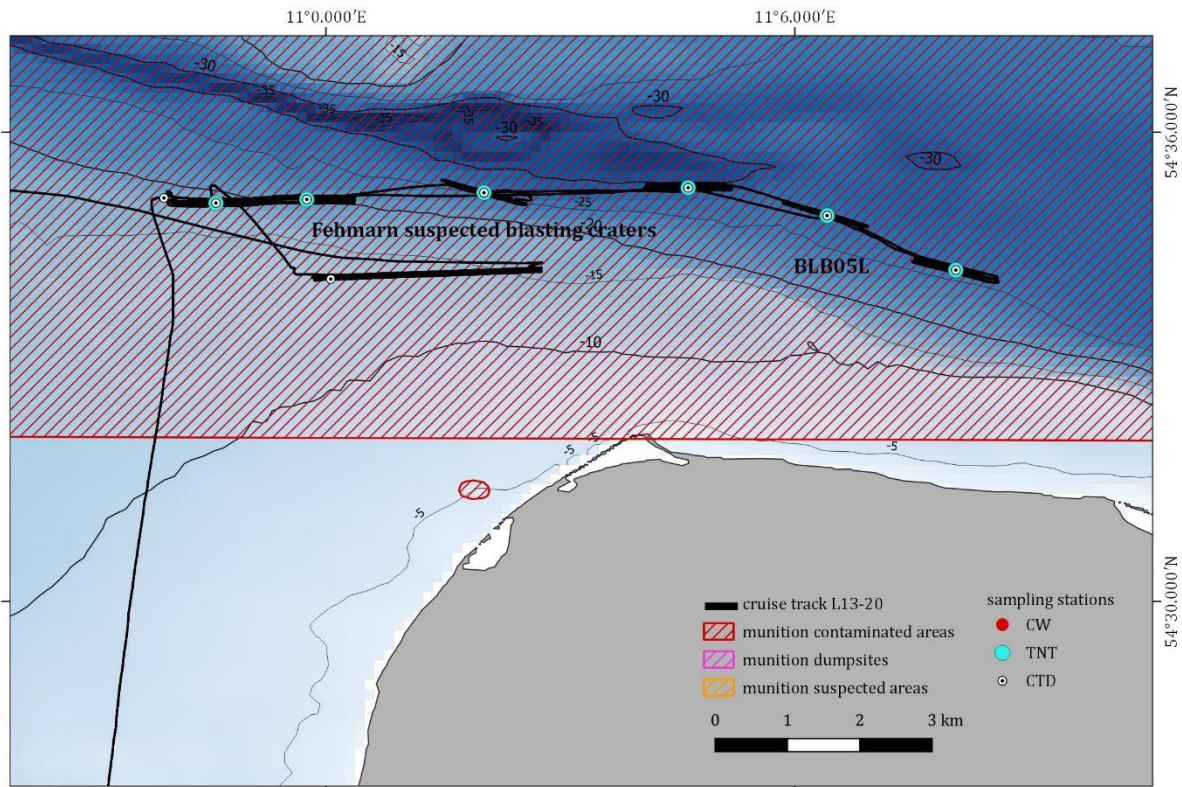 11°0.000′E 11°6.000′E
-15
-30
-35
-35
-35
-35
-30
-35
-30
-30
54°36.000′N
-25
-20
Fehmarn suspected blasting craters
BLB05L
-15
-10
-5
-5
-5
-5
54°30.000′N
cruise track L13-20
munition contaminated areas
munition dumpsites
munition suspected areas
sampling stations
CW
TNT
CTD
0 1 2 3 km